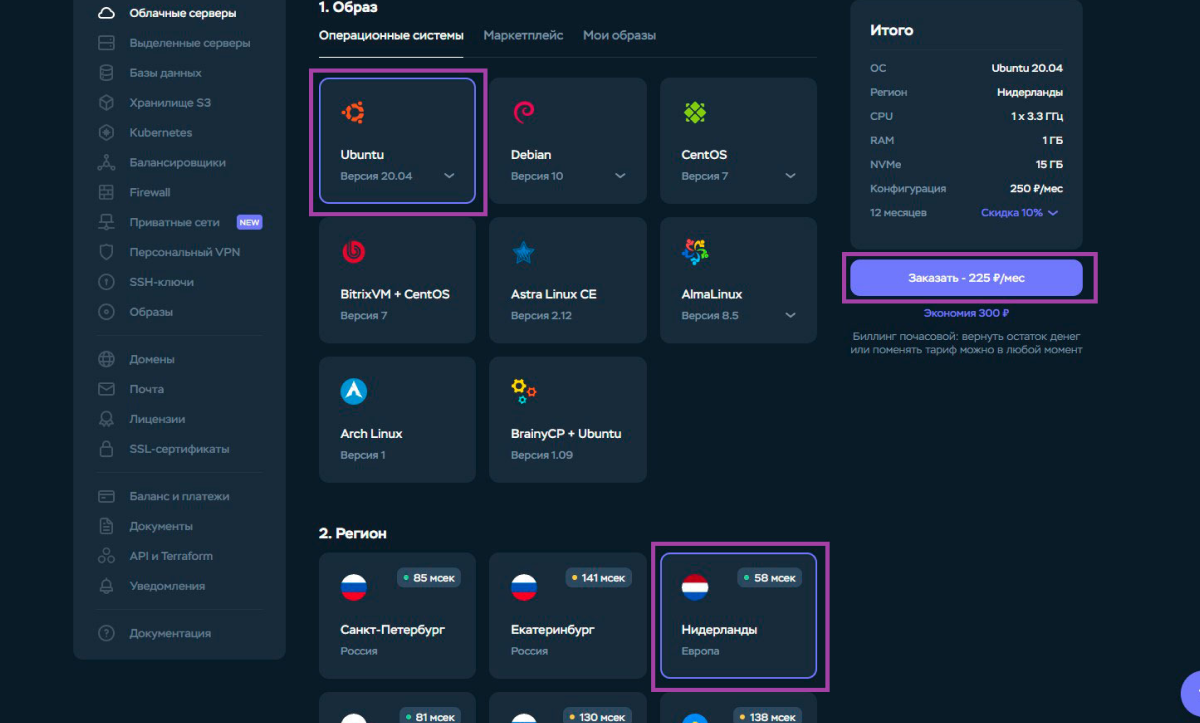 Облачные серверы
Выделенные серверы
Базы данных
Хранилище S3
Kubernetes
Балансировщики
Firewall
Приватные сети NEW
Персональный VPN
SSH-ключи
Образы
Домены
Почта
Лицензии
SSL-сертификаты
Баланс и платежи
Документы
API и Terraform
Уведомления
Документация
1. Образ
Операционные системы Маркетплейс Мои образы
Ubuntu
Версия 20.04
Debian
Версия 10
CentOS
Версия 7
BitrixVM + CentOS
Версия 7
Astra Linux CE
Версия 2.12
AlmaLinux
Версия 8.5
Arch Linux
Версия 1
BrainyCP + Ubuntu
Версия 1.09
2. Регион
85 мсек
Санкт-Петербург
Россия
141 мсек
Екатеринбург
Россия
58 мсек
Нидерланды
Европа
81 мсек
130 мсек
138 мсек
Итого
ОС Ubuntu 20.04
Регион Нидерланды
CPU 1 x 3.3 ГГц
RAM 1 ГБ
NVMe 15 ГБ
Конфигурация 250 ₽/мес
12 месяцев Скидка 10%
Заказать - 225 ₽/мес
Экономия 300 ₽
Биллинг почасовой: вернуть остаток денег
или поменять тариф можно в любой момент